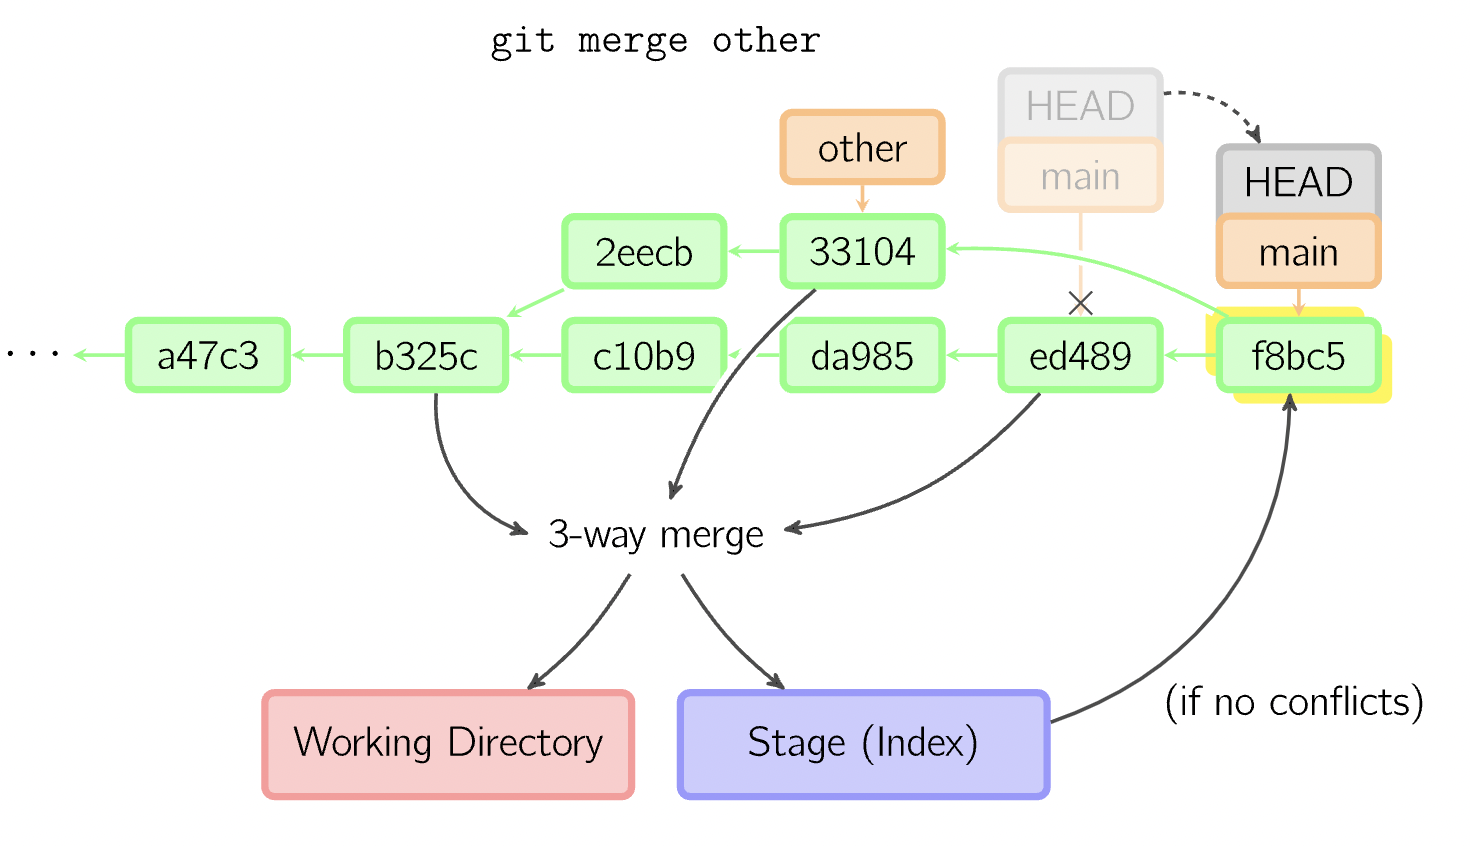 git merge other
HEAD
other
HEAD
main
2eecb
33104
main
...
a47c3
b325c
c10b9
da985
ed489
f8bc5
3-way merge
(if no conflicts)
Working Directory
Stage (Index)